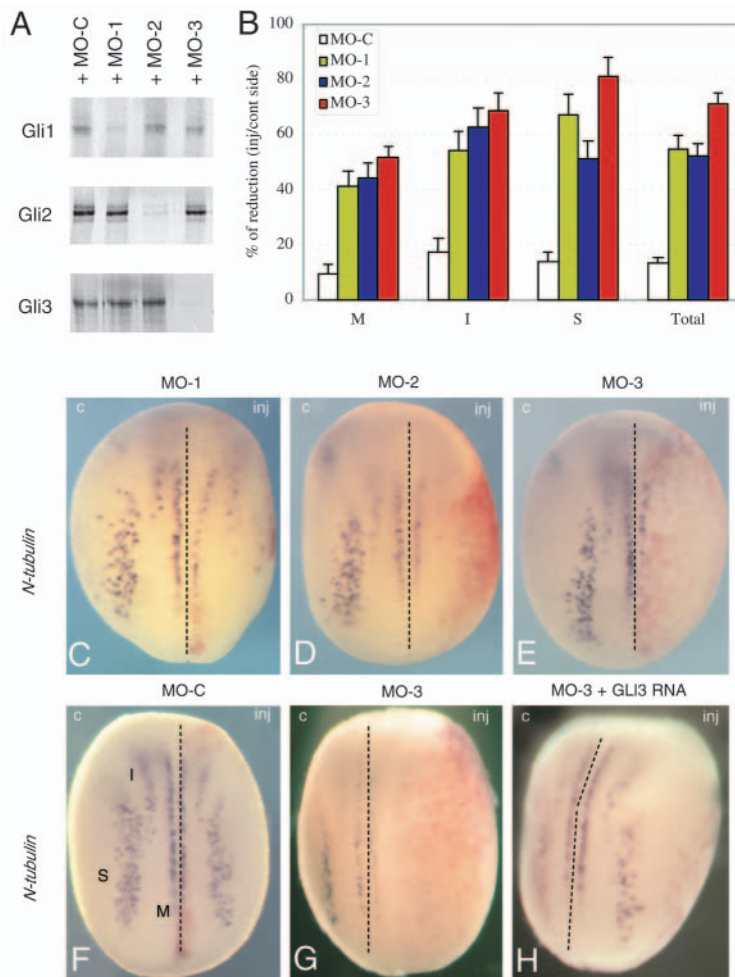 A
+ MO-C
+ MO-1
+ MO-2
+ MO-3
Gli1
Gli2
Gli3
B
% of reduction (inj/cont side)
100
80
60
40
20
0
MO-C
MO-1
MO-2
MO-3
M I S Total
MO-1 MO-2 MO-3
N-tubulin
c inj
C
c inj
D
c inj
E
MO-C MO-3 MO-3 + GLI3 RNA
N-tubulin
c inj
I
S
M
F
c inj
G
c inj
H